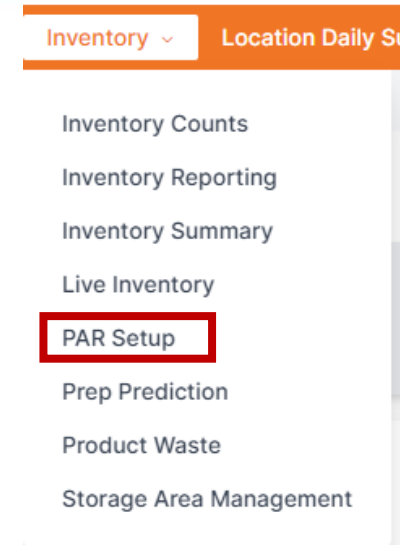 Inventory Location Daily
Inventory Counts
Inventory Reporting
Inventory Summary
Live Inventory
PAR Setup
Prep Prediction
Product Waste
Storage Area Management